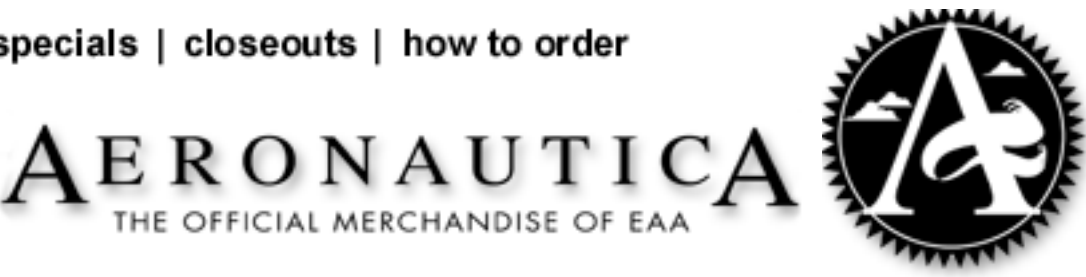 specials | closeouts | how to order
AERONAUTICA
THE OFFICIAL MERCHANDISE OF EAA
A